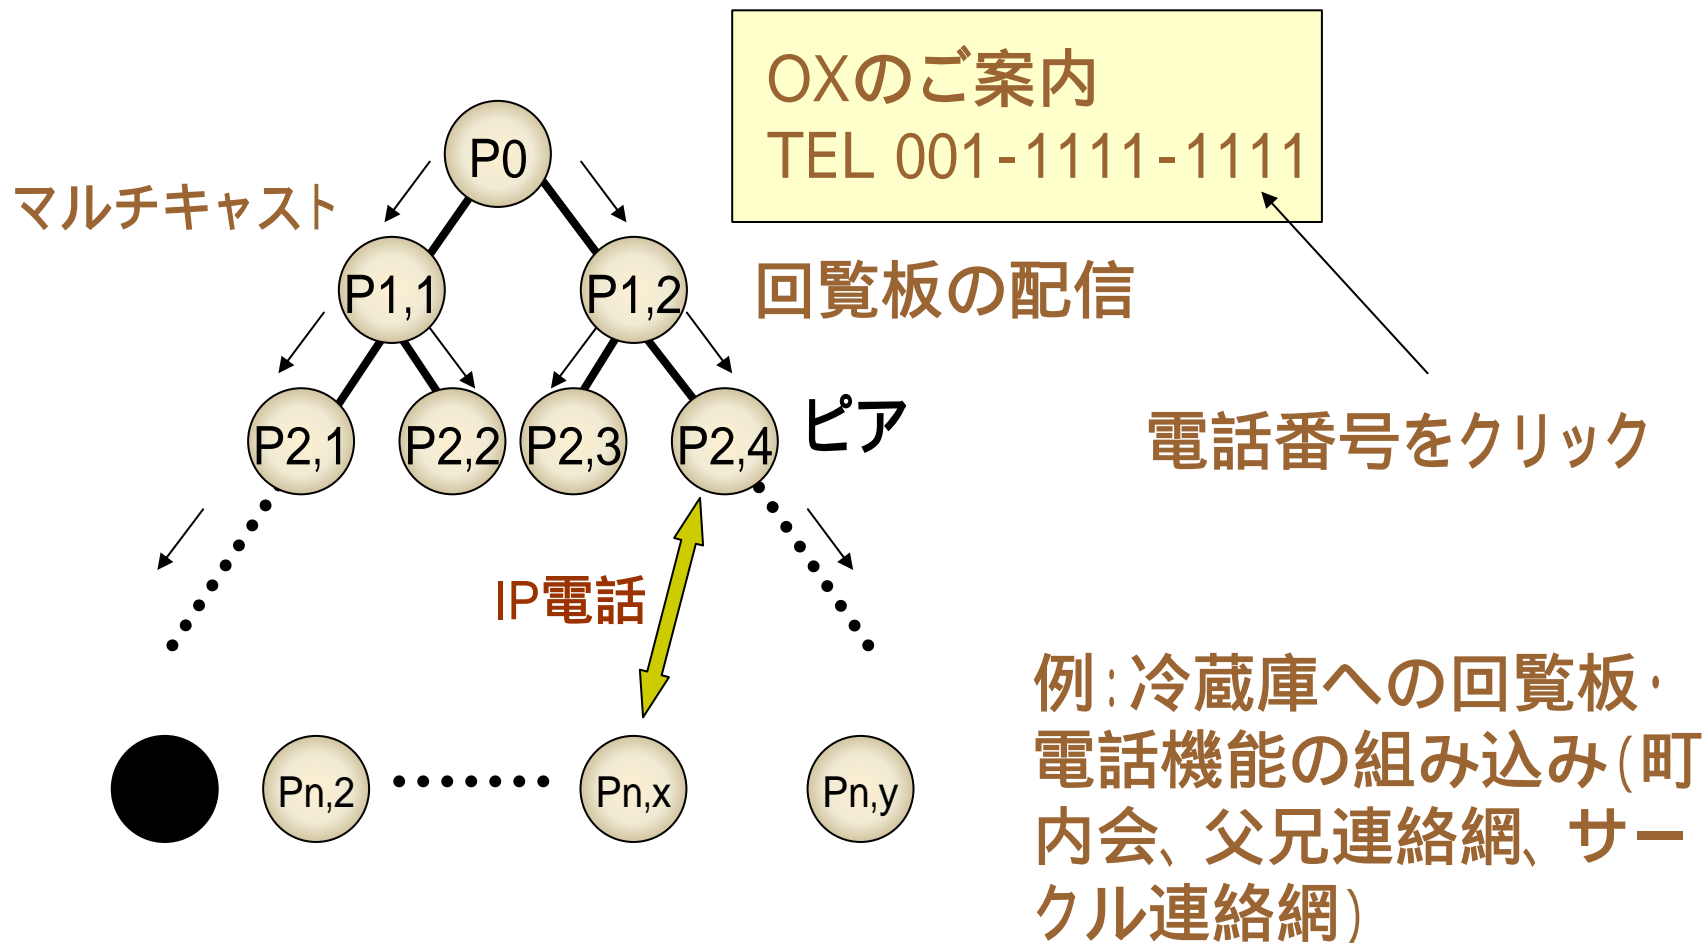 OXのご案内
TEL 001-1111-1111
P0
マルチキャスト
P1,1
P1,2
回覧板の配信
P2,1
P2,2
P2,3
P2,4
ピア
電話番号をクリック
IP電話
Pn,2
Pn,x
Pn,y
例:冷蔵庫への回覧板・
電話機能の組み込み(町
内会、父兄連絡網、サー
クル連絡網)